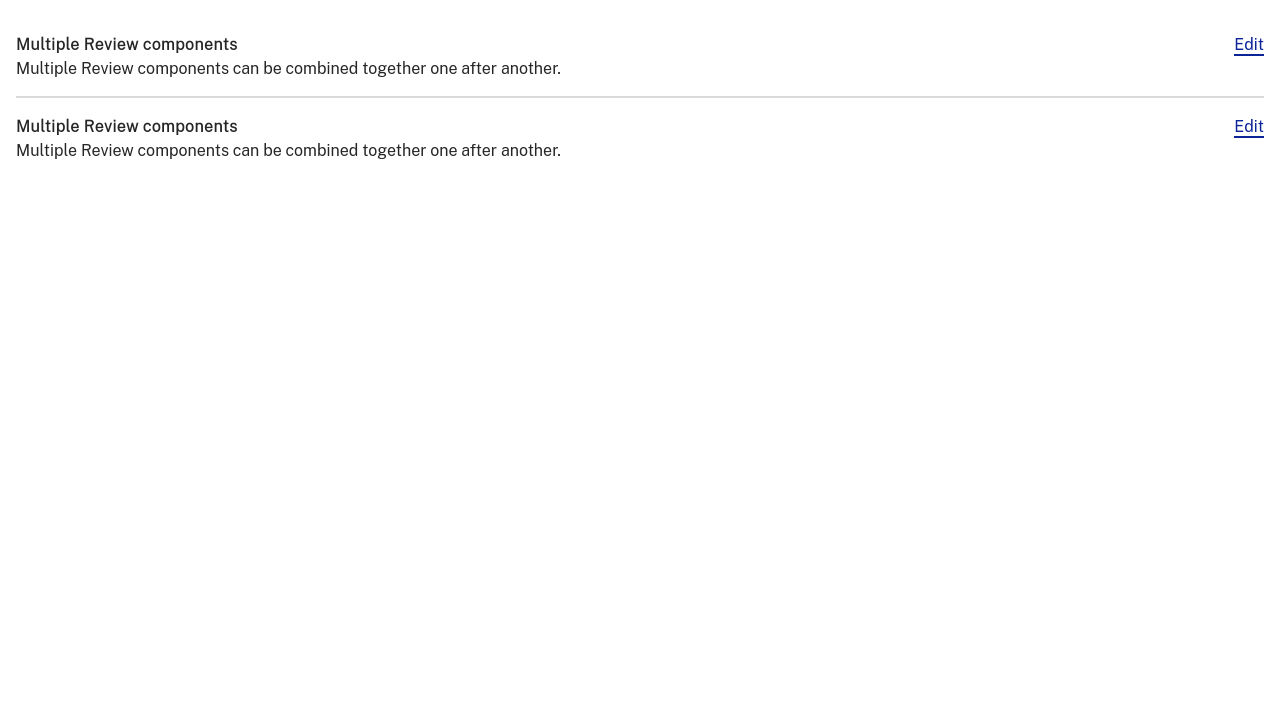 Multiple Review components
Edit
Multiple Review components can be combined together one after another.
Multiple Review components
Edit
Multiple Review components can be combined together one after another.